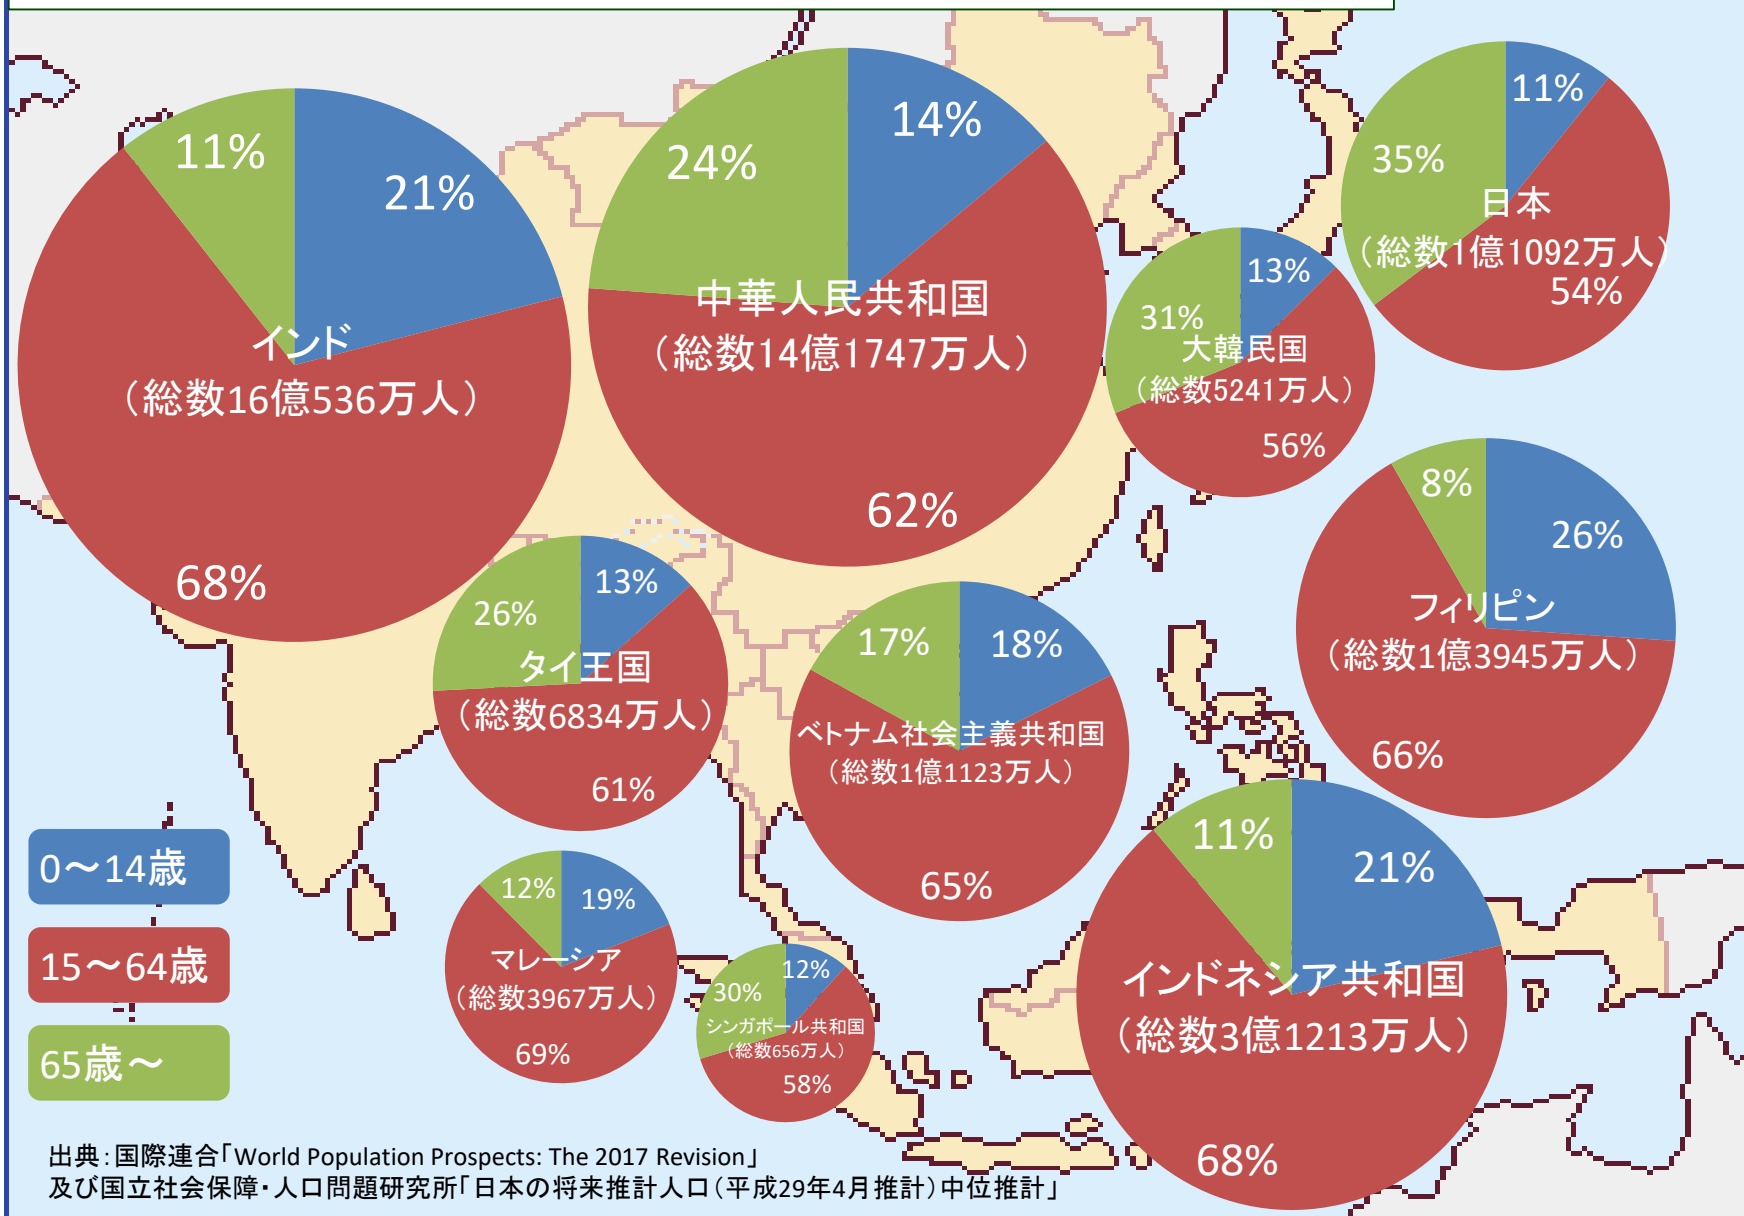 11%
21%
68%
インド
（総数16億536万人）
24%
14%
中華人民共和国
（総数14億1747万人）
62%
11%
35%
日本
（総数1億1092万人）
54%
13%
31%
大韓民国
（総数5241万人）
56%
8%
26%
フィリピン
（総数1億3945万人）
66%
26%
13%
タイ王国
（総数6834万人）
61%
17%
18%
ベトナム社会主義共和国
（総数1億1123万人）
65%
12%
19%
マレーシア
（総数3967万人）
69%
12%
30%
シンガポール共和国
（総数656万人）
58%
11%
21%
インドネシア共和国
（総数3億1213万人）
68%
0～14歳
15～64歳
65歳～
出典：国際連合「World Population Prospects: The 2017 Revision」
及び国立社会保障・人口問題研究所「日本の将来推計人口（平成29年4月推計）中位推計」